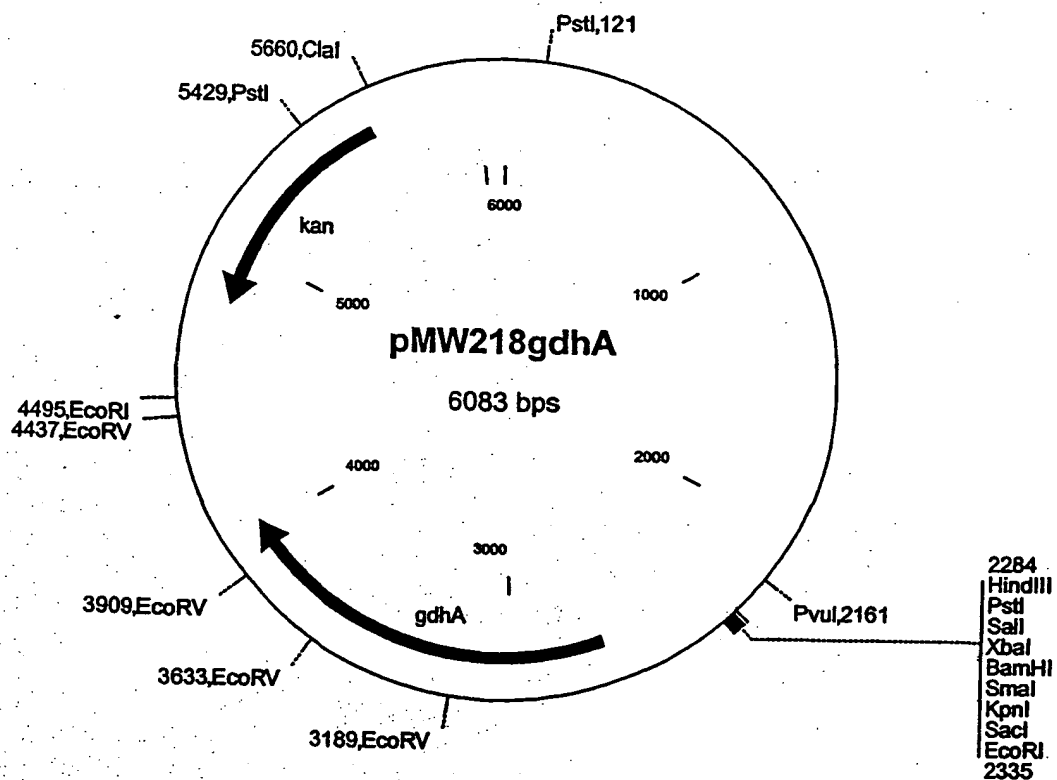 PstI,121
5660,ClaI
5429,PstI
6000
kan
5000
1000
pMW218gdhA
6083 bps
4495,EcoRI
4437,EcoRV
4000
2000
3000
2284
HindIII
PstI
SalI
XbaI
BamHI
SmaI
KpnI
SacI
EcoRI
2335
3909,EcoRV
gdhA
PvuI,2161
3633,EcoRV
3189,EcoRV